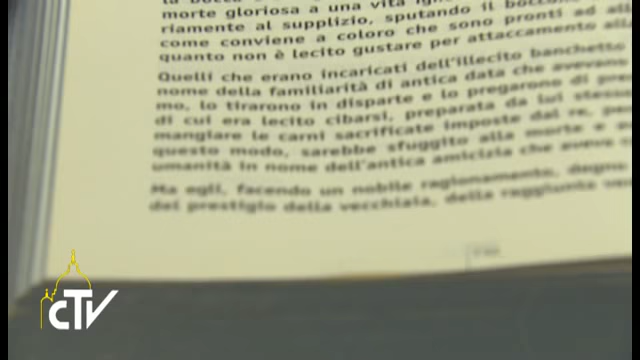 morte gloriosa a una vita
riamente al supplizio, sputando il boccone
come conviene a coloro che sono pronti ad
quanto non è lecito gustare per attaccamento alla
Quelli che erano incaricati dell'illecito banchetto
nome della familiarità di antica data che avevano
mo, lo tirarono in disparte e lo pregarono di
di cui era lecito cibarsi, preparata da lui stesso
mangiare le carni sacrificate imposte dal re,
questo modo, sarebbe sfuggito alla morte e
umanità in nome dell'antica amicizia che aveva
Ma egli, facendo un nobile ragionamento, degno
del prestigio della vecchiaia, della raggiunta
CTV